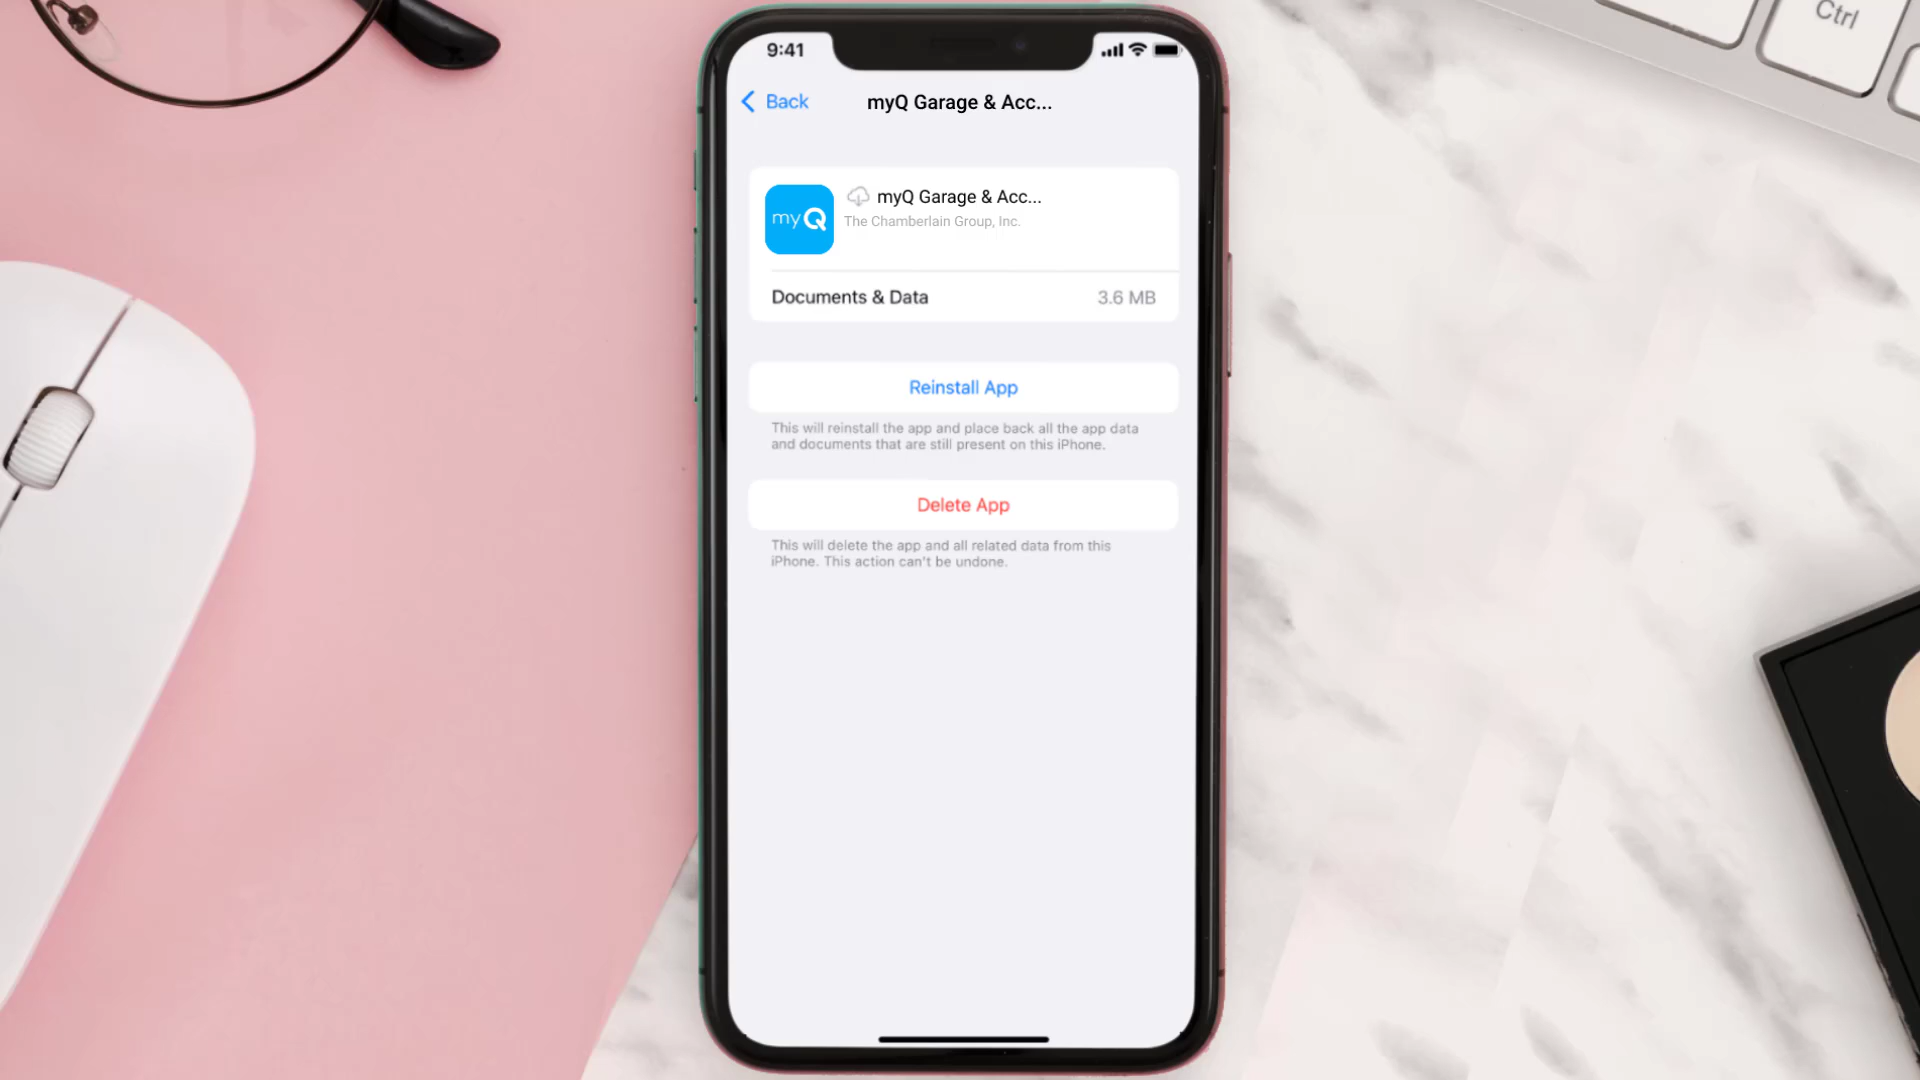 Ctrl
9:41
Back
myQ Garage & Acc...
myQ
myQ Garage & Acc...
The Chamberlain Group, Inc.
Documents & Data 3.6 MB
Reinstall App
This will reinstall the app and place back all the app data
and documents that are still present on this iPhone.
Delete App
This will delete the app and all related data from this
iPhone. This action can't be undone.